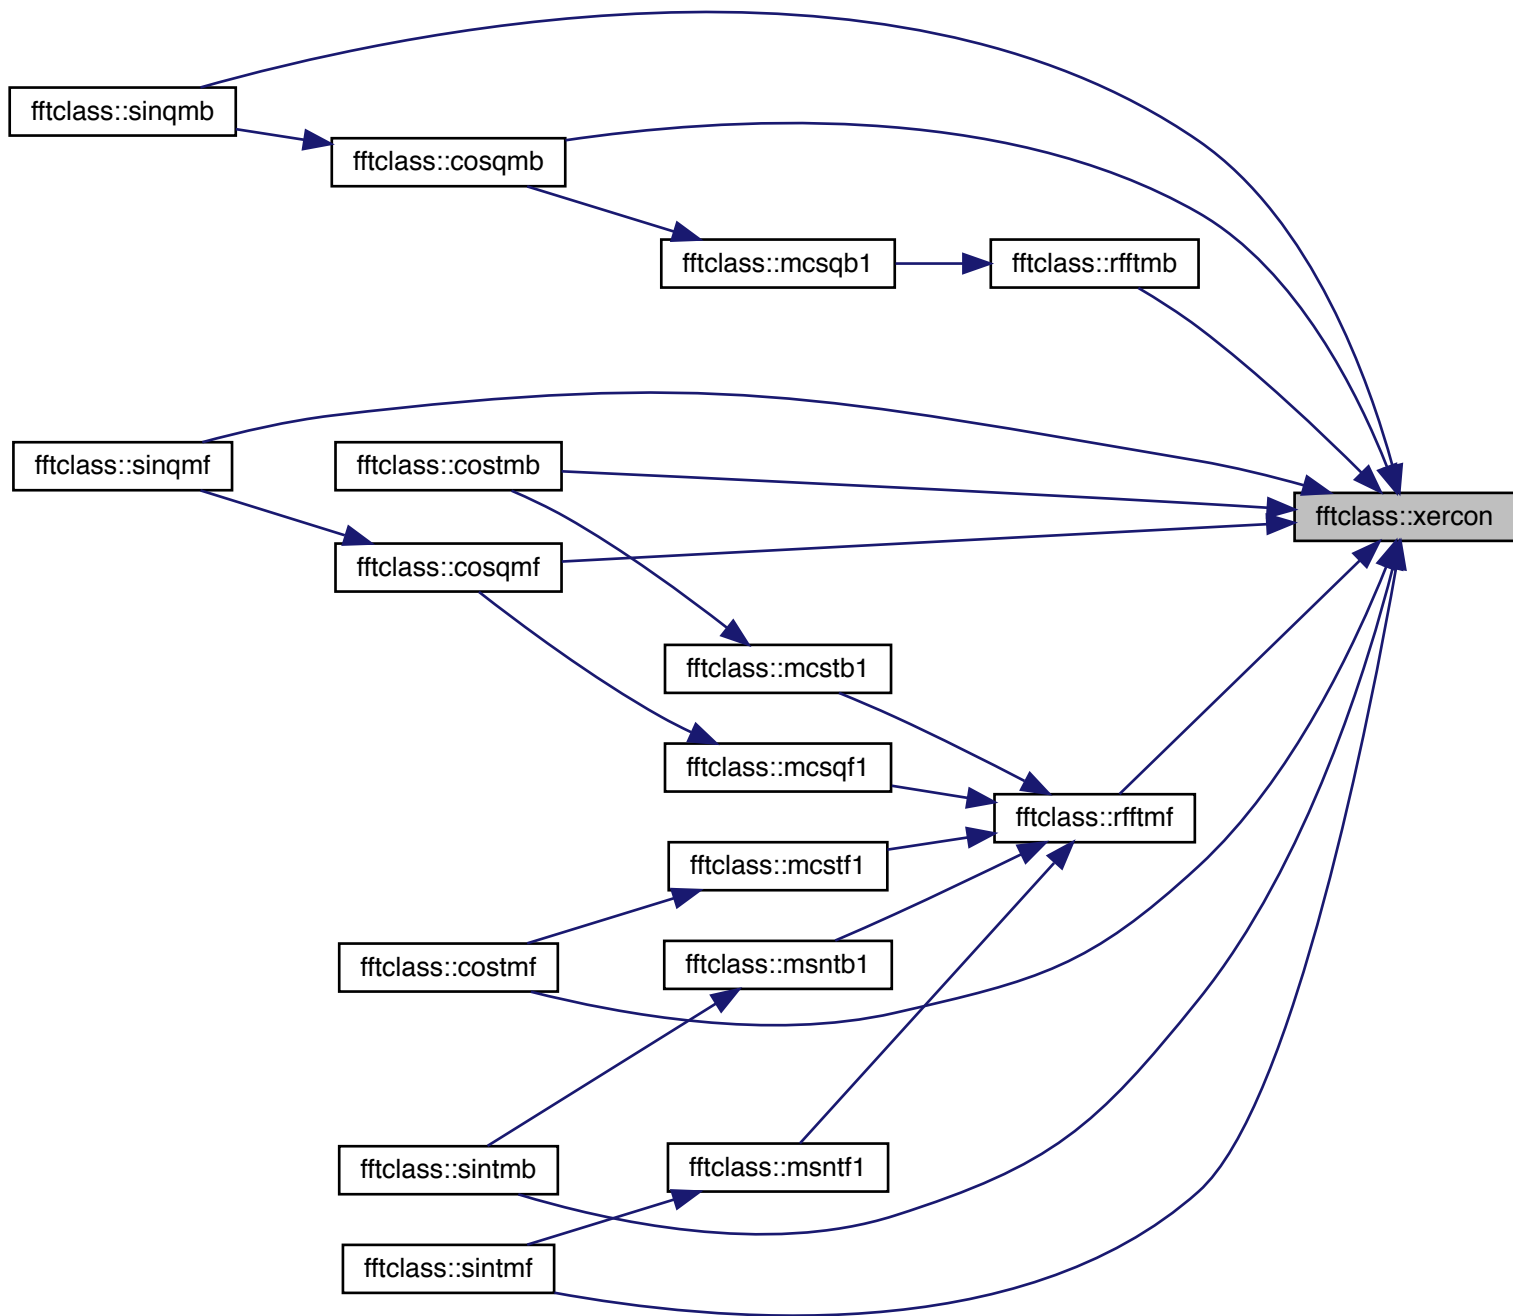 fftclass::sinqmb
fftclass::cosqmb
fftclass::mcsqb1
fftclass::rfftmb
fftclass::sinqmf
fftclass::costmb
fftclass::xercon
fftclass::cosqmf
fftclass::mcstb1
fftclass::mcsqf1
fftclass::rfftmf
fftclass::mcstf1
fftclass::costmf
fftclass::msntb1
fftclass::sintmb
fftclass::msntf1
fftclass::sintmf